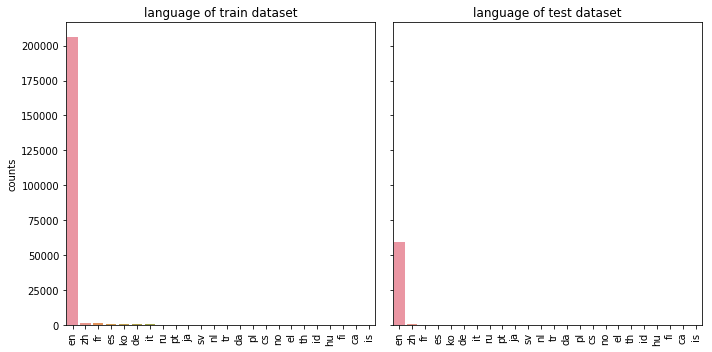 language of train dataset
language of test dataset
counts
200000
175000
150000
125000
100000
75000
50000
25000
0
en zh fr es ko de it ru pt ja sv nl tr da pl cs no el th id hu fi ca is
en zh fr es ko de it ru pt ja sv nl tr da pl cs no el th id hu fi ca is